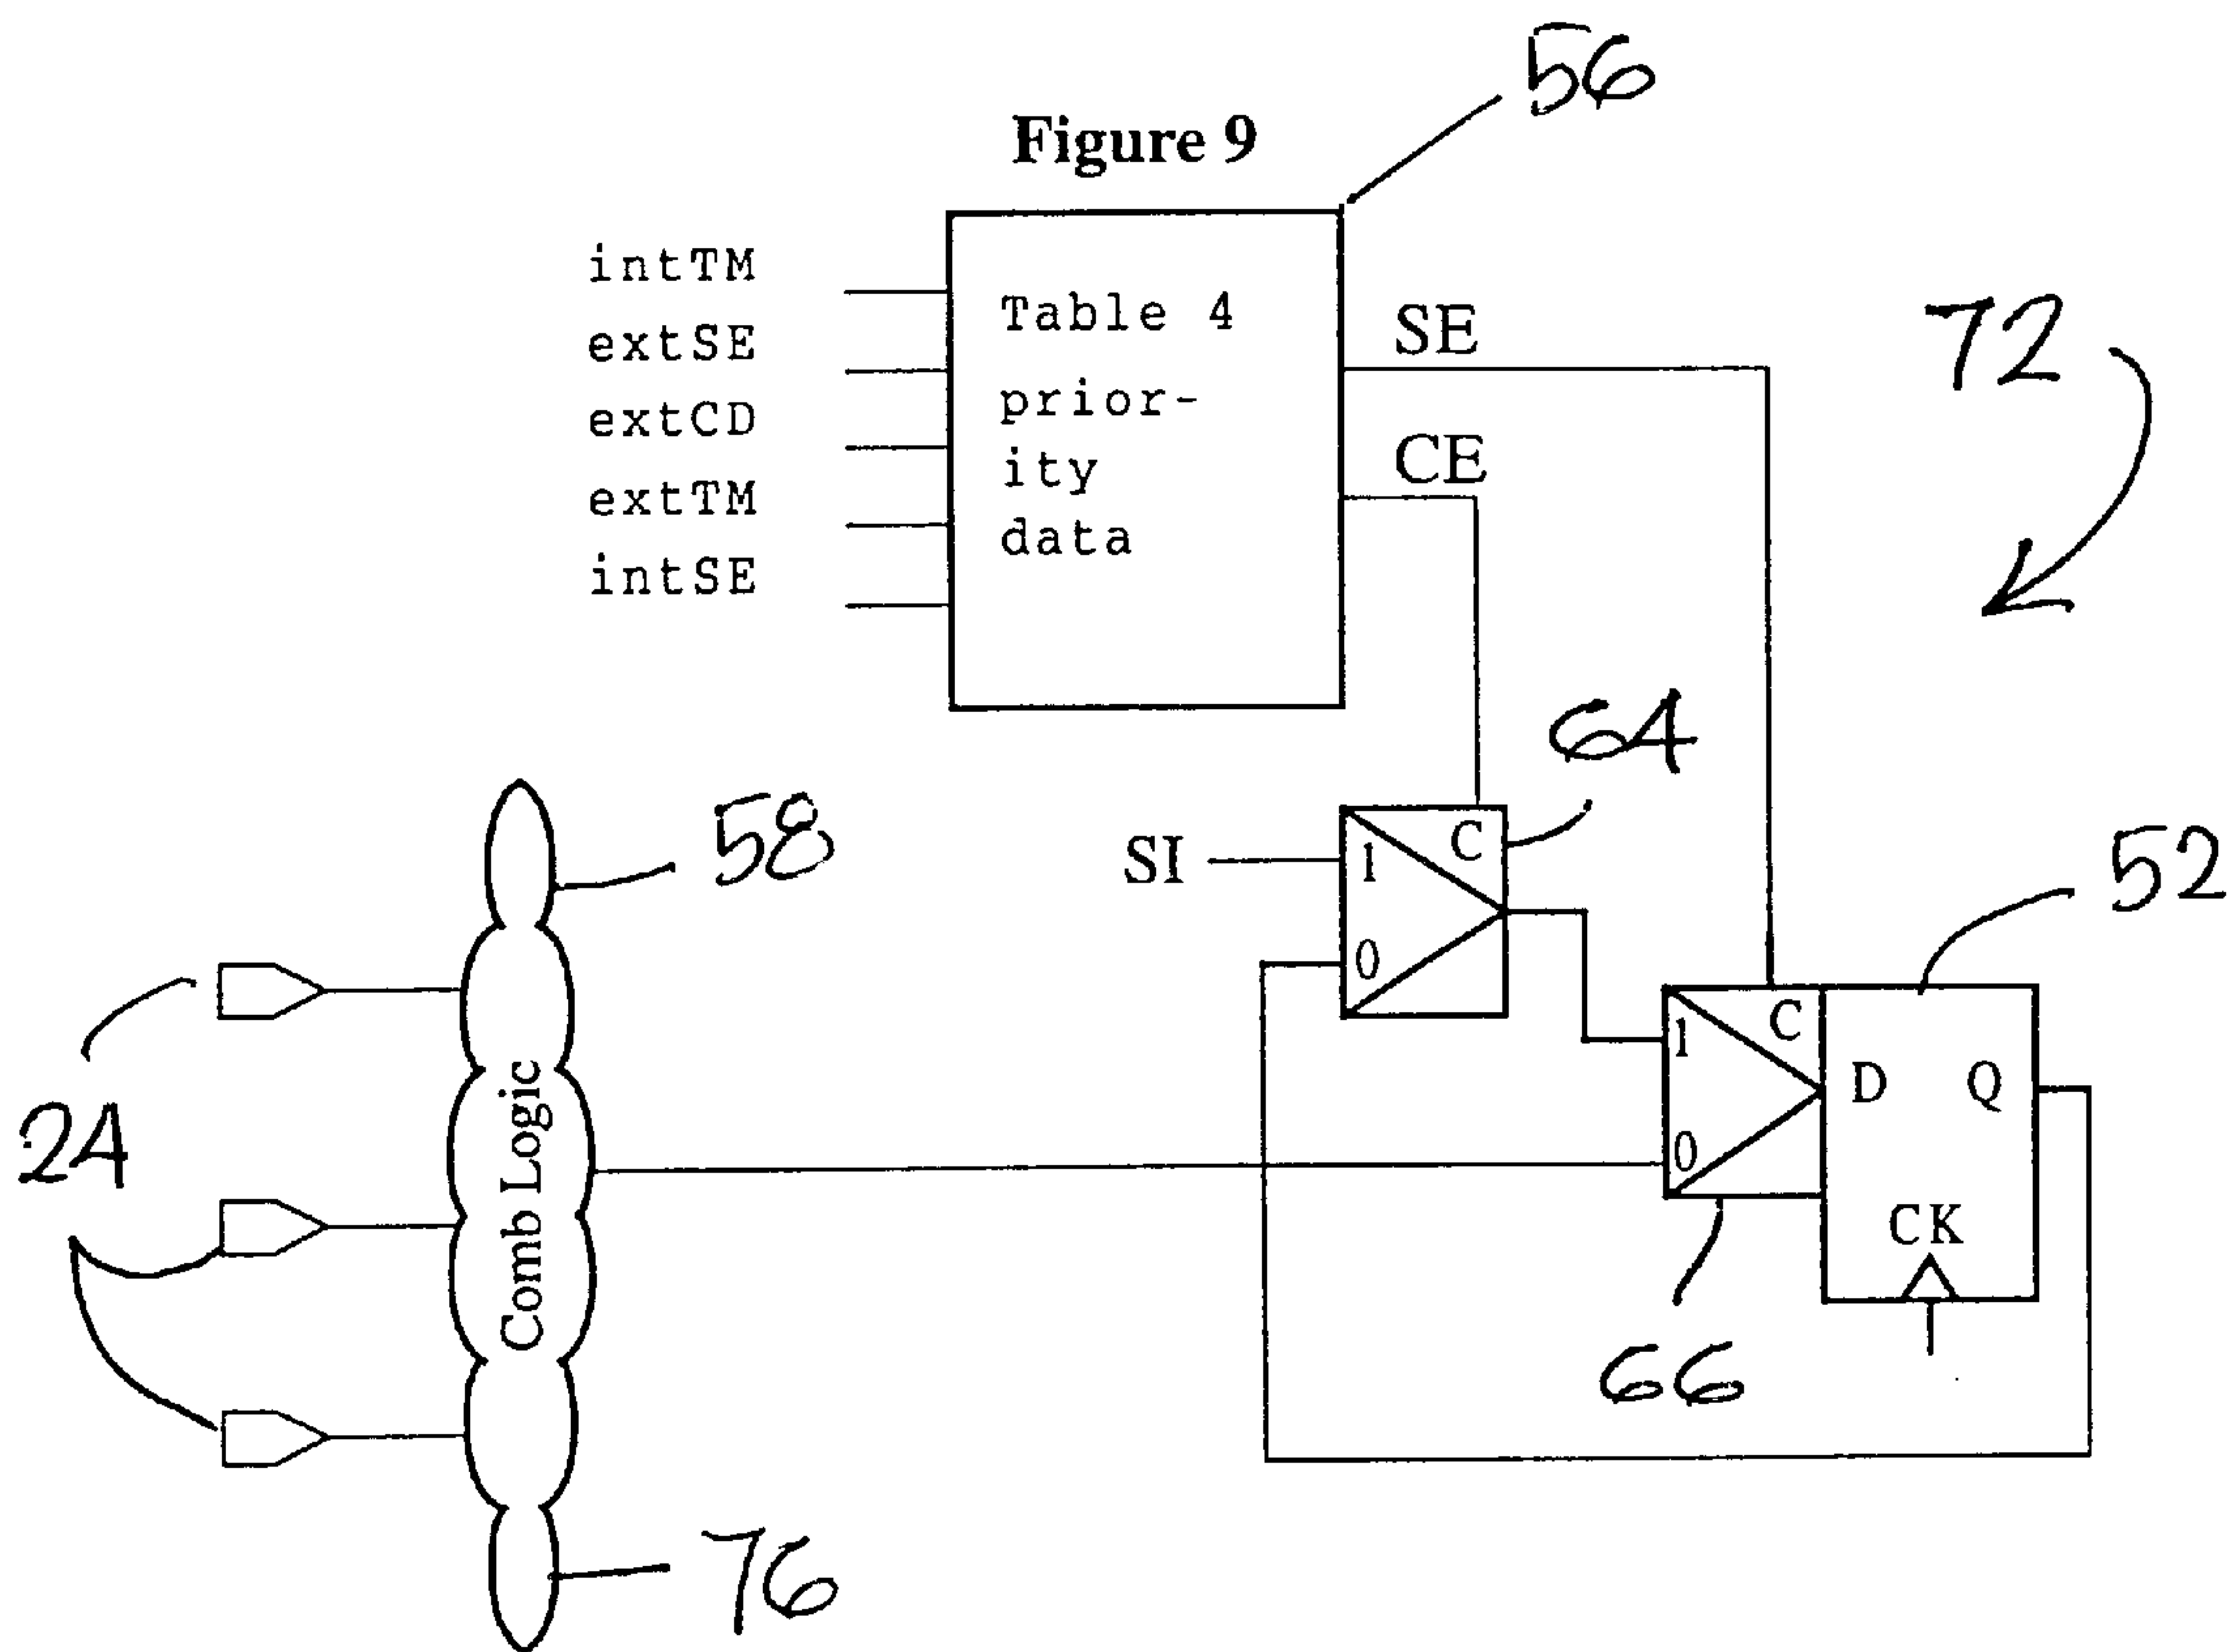 56
Figure 9
intTM
extSE
extCD
extTM
intSE
Table 4
prior-
ity
data
SE
CE
72
64
58
SI
1
C
0
52
24
Comb Logic
1
C
0
D
Q
CK
66
76